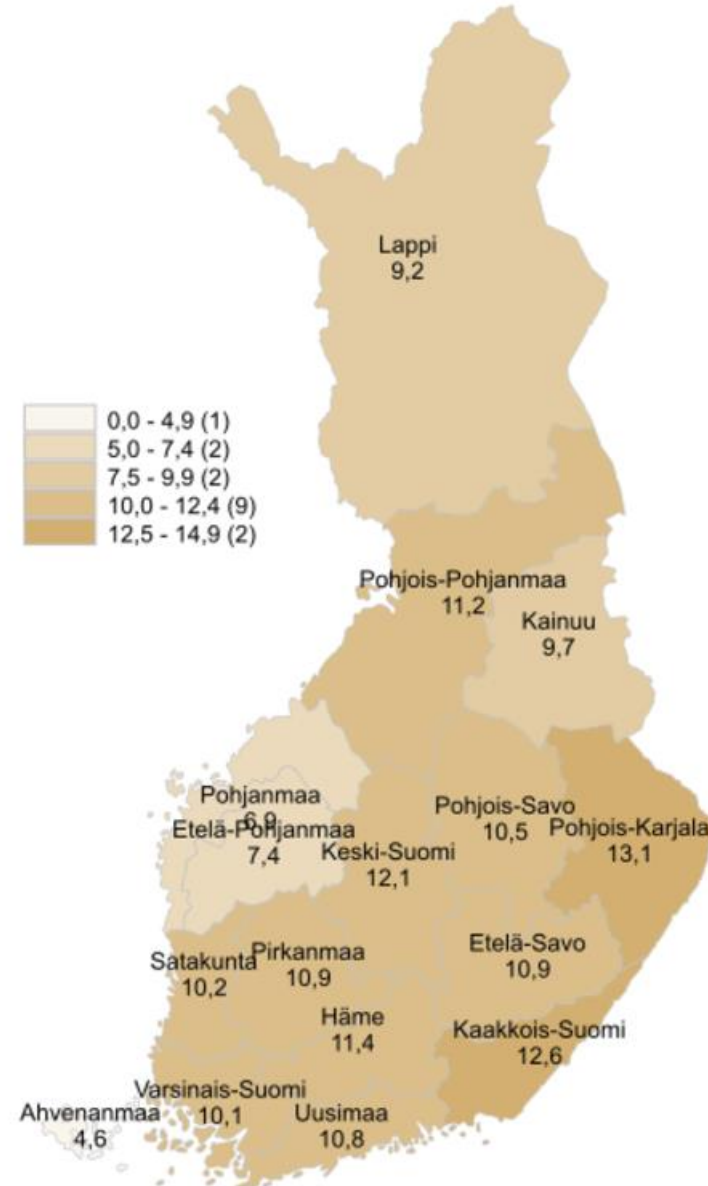 Lappi
9,2
0,0 - 4,9 (1)
5,0 - 7,4 (2)
7,5 - 9,9 (2)
10,0 - 12,4 (9)
12,5 - 14,9 (2)
Pohjois-Pohjanmaa
11,2
Kainuu
9,7
Pohjanmaa
6,9
Etelä-Pohjanmaa
7,4
Keski-Suomi
12,1
Pohjois-Savo
10,5
Pohjois-Karjala
13,1
Satakunta
10,2
Pirkanmaa
10,9
Etelä-Savo
10,9
Häme
11,4
Kaakkois-Suomi
12,6
Ahvenanmaa
4,6
Varsinais-Suomi
10,1
Uusimaa
10,8